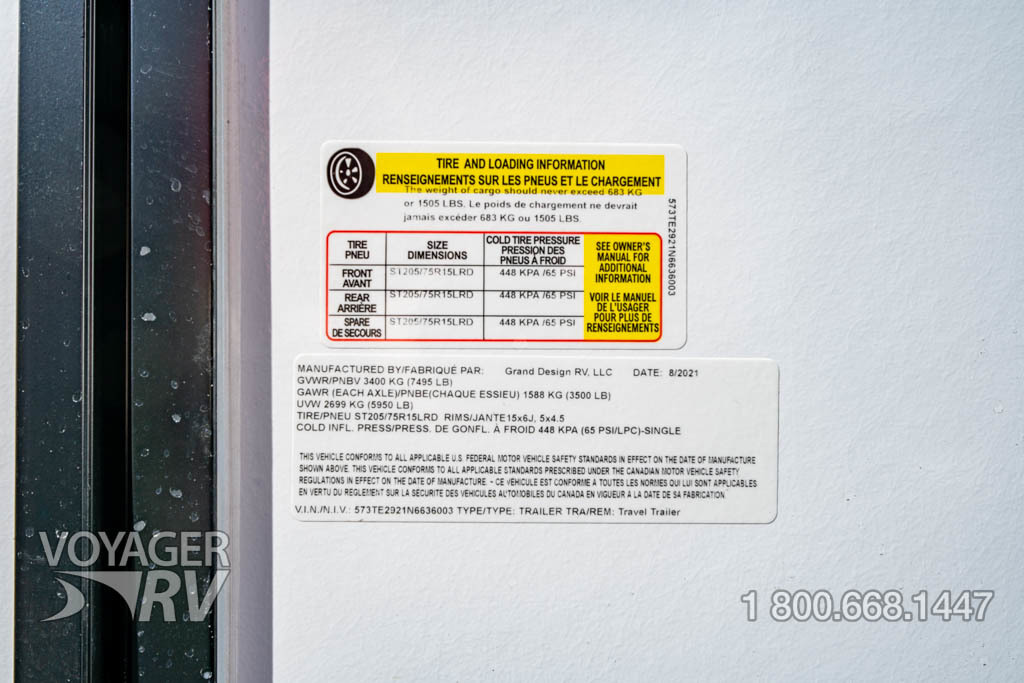 TIRE AND LOADING INFORMATION
RENSEIGNEMENTS SUR LES PNEUS ET LE CHARGEMENT
The weight of cargo should never exceed 683 KG
or 1505 LBS. Le poids de chargement ne devrait
jamais excéder 683 KG ou 1505 LBS.
573TE2921N6636003
TIRE SIZE COLD TIRE PRESSURE
PNEU DIMENSIONS PRESSION DES
PNEUS À FROID
FRONT ST205/75R15LRD 448 KPA /65 PSI
AVANT
REAR ST205/75R15LRD 448 KPA /65 PSI
ARRIÈRE
SPARE ST205/75R15LRD 448 KPA /65 PSI
DE SECOURS
SEE OWNER'S
MANUAL FOR
ADDITIONAL
INFORMATION
VOIR LE MANUEL
DE L'USAGER
POUR PLUS DE
RENSEIGNEMENTS
MANUFACTURED BY/FABRIQUÉ PAR: Grand Design RV, LLC DATE: 8/2021
GVWR/PNBV 3400 KG (7495 LB)
GAWR (EACH AXLE)/PNBE(CHAQUE ESSIEU) 1588 KG (3500 LB)
UVW 2699 KG (5950 LB)
TIRE/PNEU ST205/75R15LRD RIMS/JANTE15x6J, 5x4.5
COLD INFL. PRESS/PRESS. DE GONFL. À FROID 448 KPA (65 PSI/LPC)-SINGLE
THIS VEHICLE CONFORMS TO ALL APPLICABLE U.S. FEDERAL MOTOR VEHICLE SAFETY STANDARDS IN EFFECT ON THE DATE OF MANUFACTURE
SHOWN ABOVE. THIS VEHICLE CONFORMS TO ALL APPLICABLE STANDARDS PRESCRIBED UNDER THE CANADIAN MOTOR VEHICLE SAFETY
REGULATIONS IN EFFECT ON THE DATE OF MANUFACTURE. - CE VÉHICULE EST CONFORME À TOUTES LES NORMES QUI LUI SONT APPLICABLES
EN VERTU DU RÈGLEMENT SUR LA SÉCURITÉ DES VÉHICULES AUTOMOBILES DU CANADA EN VIGUEUR À LA DATE DE SA FABRICATION.
V.I.N./N.I.V.: 573TE2921N6636003 TYPE/TYPE: TRAILER TRA/REM: Travel Trailer
VOYAGER
RV
1 800.668.1447